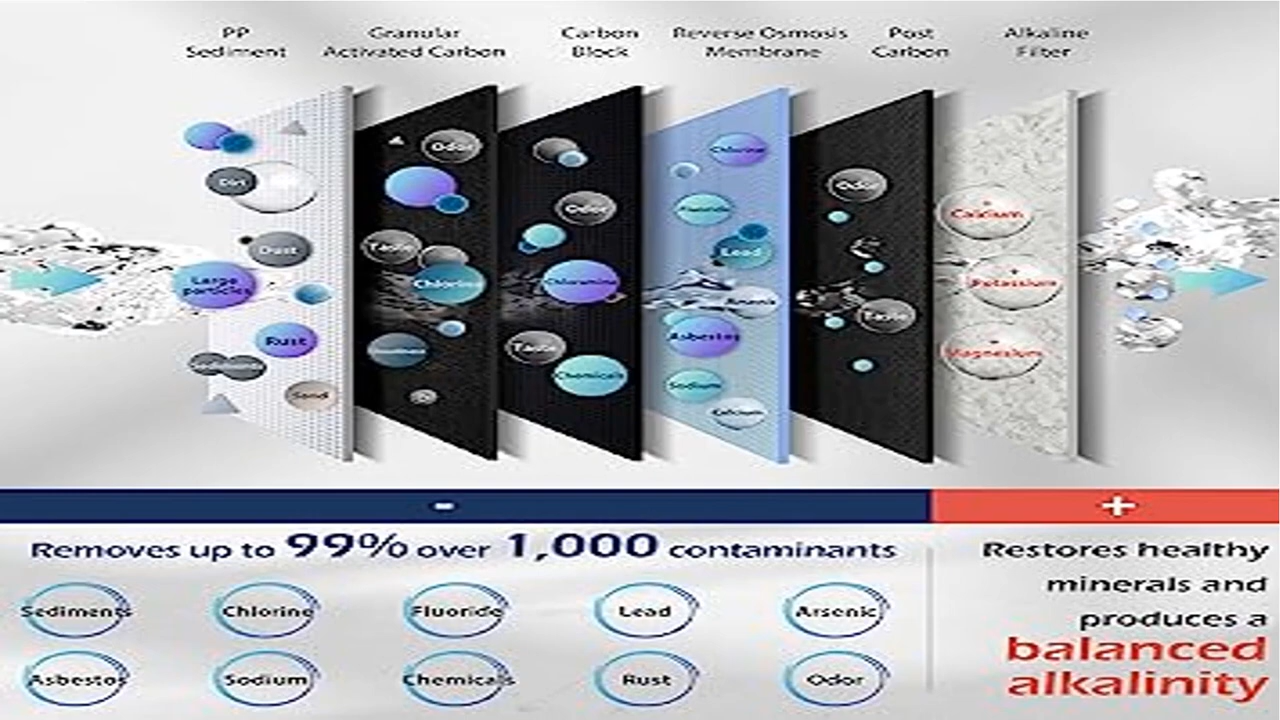 PP Granular Carbon Reverse Osmosis Post Alkaline
Sediment Activated Carbon Block Membrane Carbon Filter
Odor
Chlorine
Dirt
Odor
Odor
Fluoride
Calcium
Dust
Taste
Lead
Large
particles
Chlorine
Chloramine
Arsenic
Potassium
Taste
Rust
Taste
Asbestos
Magnesium
Chemicals
Sodium
Sand
Calcium
- +
Removes up to 99% over 1,000 contaminants
Sediments Chlorine Fluoride Lead Arsenic
Asbestos Sodium Chemicals Rust Odor
Restores healthy
minerals and
produces a
balanced
alkalinity